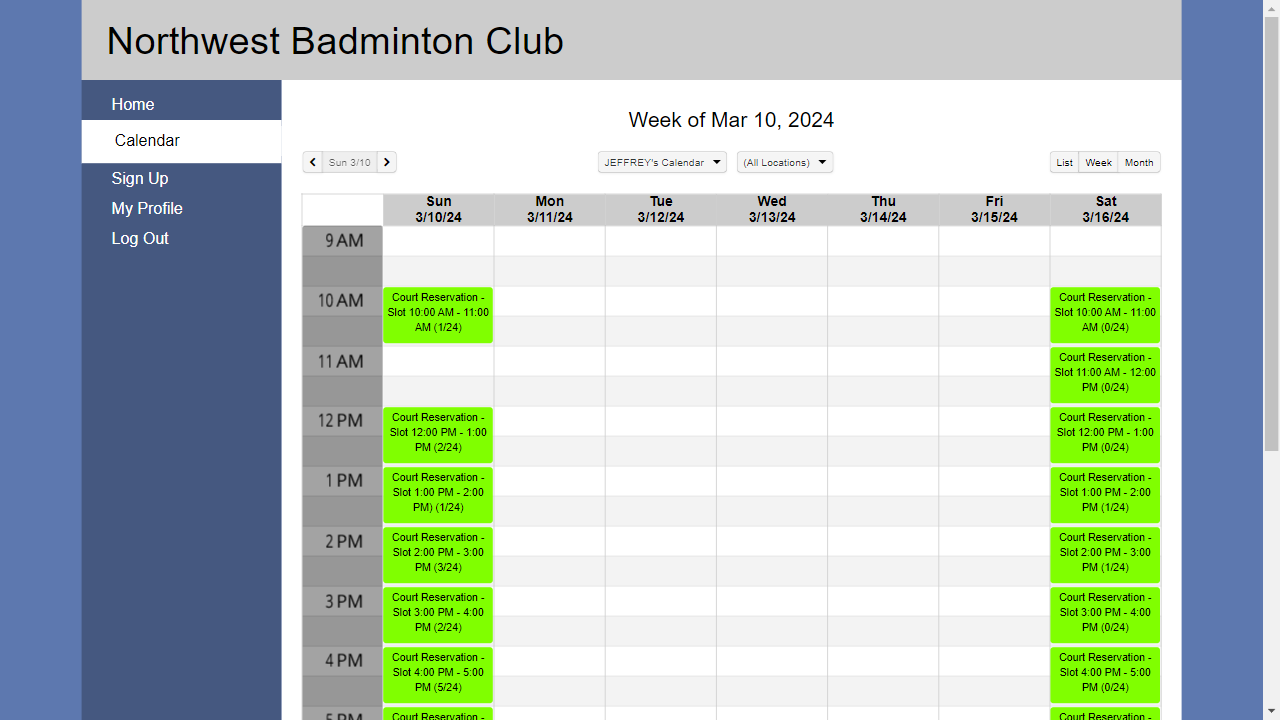 Northwest Badminton Club
Home
Calendar
Sign Up
My Profile
Log Out
Week of Mar 10, 2024
Sun 3/10
JEFFREY's Calendar
(All Locations)
List Week Month
Sun 3/10/24
Mon 3/11/24
Tue 3/12/24
Wed 3/13/24
Thu 3/14/24
Fri 3/15/24
Sat 3/16/24
9 AM
10 AM
Court Reservation -
Slot 10:00 AM - 11:00
AM (1/24)
Court Reservation -
Slot 10:00 AM - 11:00
AM (0/24)
11 AM
Court Reservation -
Slot 11:00 AM - 12:00
PM (0/24)
12 PM
Court Reservation -
Slot 12:00 PM - 1:00
PM (2/24)
Court Reservation -
Slot 12:00 PM - 1:00
PM (0/24)
1 PM
Court Reservation -
Slot 1:00 PM - 2:00
PM) (1/24)
Court Reservation -
Slot 1:00 PM - 2:00
PM (1/24)
2 PM
Court Reservation -
Slot 2:00 PM - 3:00
PM (3/24)
Court Reservation -
Slot 2:00 PM - 3:00
PM (1/24)
3 PM
Court Reservation -
Slot 3:00 PM - 4:00
PM (2/24)
Court Reservation -
Slot 3:00 PM - 4:00
PM (0/24)
4 PM
Court Reservation -
Slot 4:00 PM - 5:00
PM (5/24)
Court Reservation -
Slot 4:00 PM - 5:00
PM (0/24)
5 PM
Court Reservation -
Court Reservation -